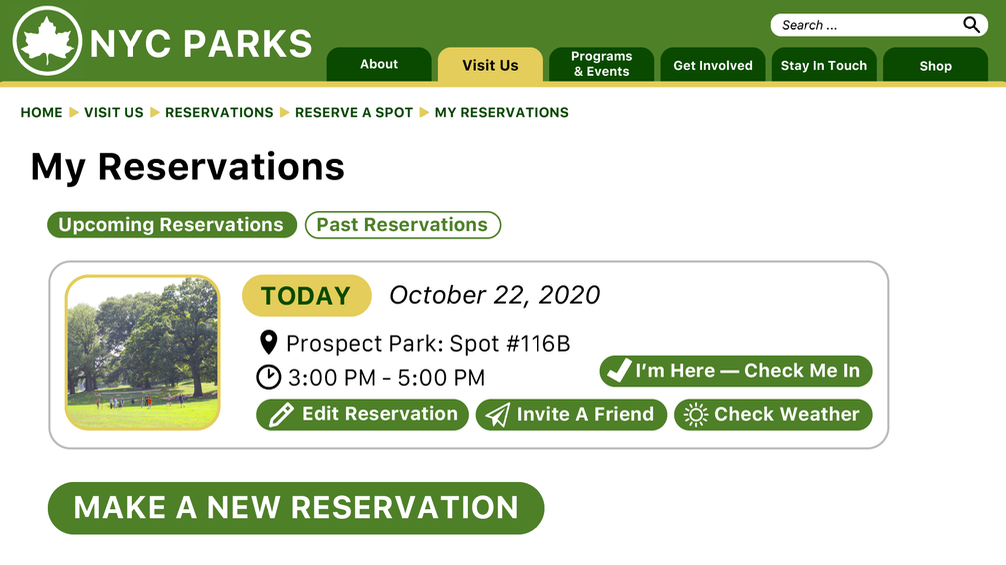 NYC PARKS
Search ...
About
Visit Us
Programs
& Events
Get Involved
Stay In Touch
Shop
HOME VISIT US RESERVATIONS RESERVE A SPOT MY RESERVATIONS
My Reservations
Upcoming Reservations
Past Reservations
TODAY October 22, 2020
Prospect Park: Spot #116B
3:00 PM - 5:00 PM
I'm Here — Check Me In
Edit Reservation
Invite A Friend
Check Weather
MAKE A NEW RESERVATION